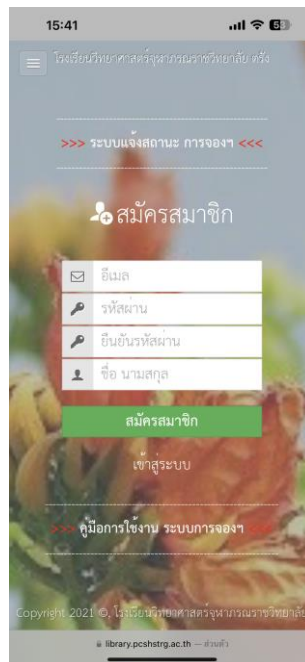 15:41
53
โรงเรียนวิทยาศาสตร์จุฬาภรณราชวิทยาลัย ตรัง
>>> ระบบแจ้งสถานะ การจองฯ <<<
สมัครสมาชิก
อีเมล
รหัสผ่าน
ยืนยันรหัสผ่าน
ชื่อ นามสกุล
สมัครสมาชิก
เข้าสู่ระบบ
>>> คู่มือการใช้งาน ระบบการจองฯ <<<
Copyright 2021 ©, โรงเรียนวิทยาศาสตร์จุฬาภรณราชวิทยาลัย
library.pcshstrg.ac.th — ส่วนตัว